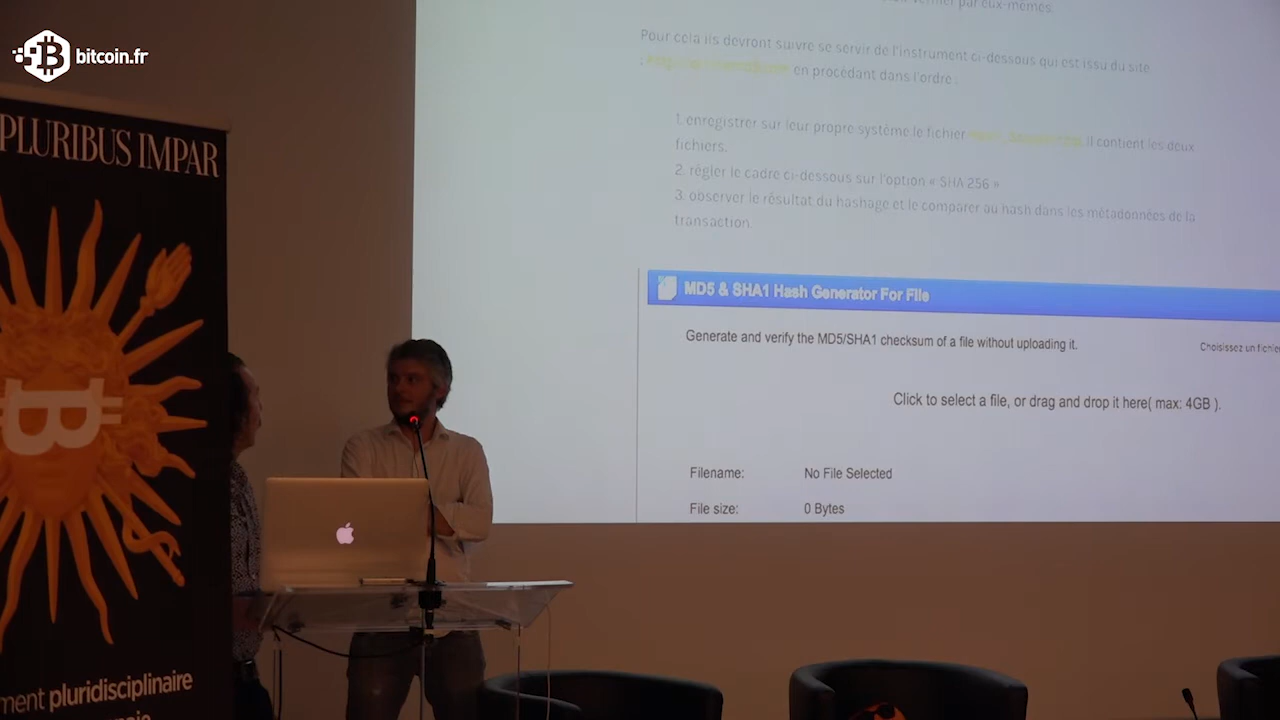 bitcoin.fr
PLURIBUS IMPAR
ment pluridisciplinaire
vérifier par eux-mêmes.
Pour cela ils devront suivre se servir de l'instrument ci-dessous qui est issu du site
en procédant dans l'ordre :
1. enregistrer sur leur propre système le fichier Il contient les deux
fichiers.
2. régler le cadre ci-dessous sur l'option « SHA 256 »
3. observer le résultat du hashage et le comparer au hash dans les métadonnées de la
transaction.
MD5 & SHA1 Hash Generator For File
Generate and verify the MD5/SHA1 checksum of a file without uploading it.
Choisissez un fichier
Click to select a file, or drag and drop it here( max: 4GB ).
Filename: No File Selected
File size: 0 Bytes